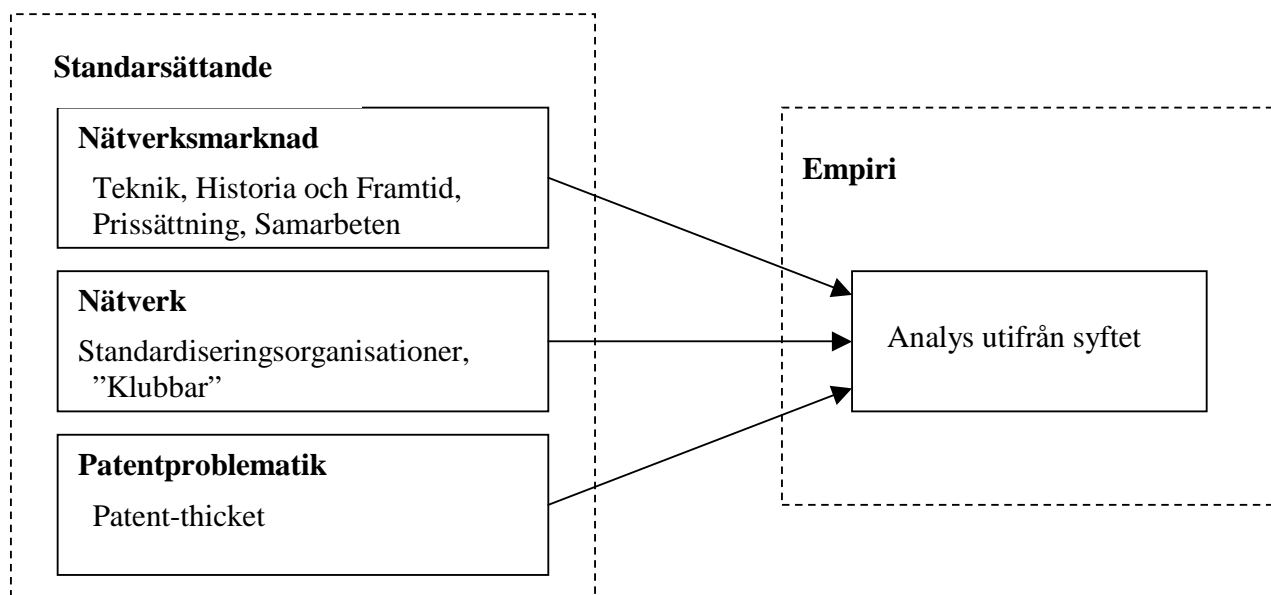 Standarsättande
Nätverksmarknad
Teknik, Historia och Framtid,
Prissättning, Samarbeten
Nätverk
Standardiseringsorganisationer,
”Klubbar”
Patentproblematik
Patent-thicket
Empiri
Analys utifrån syftet